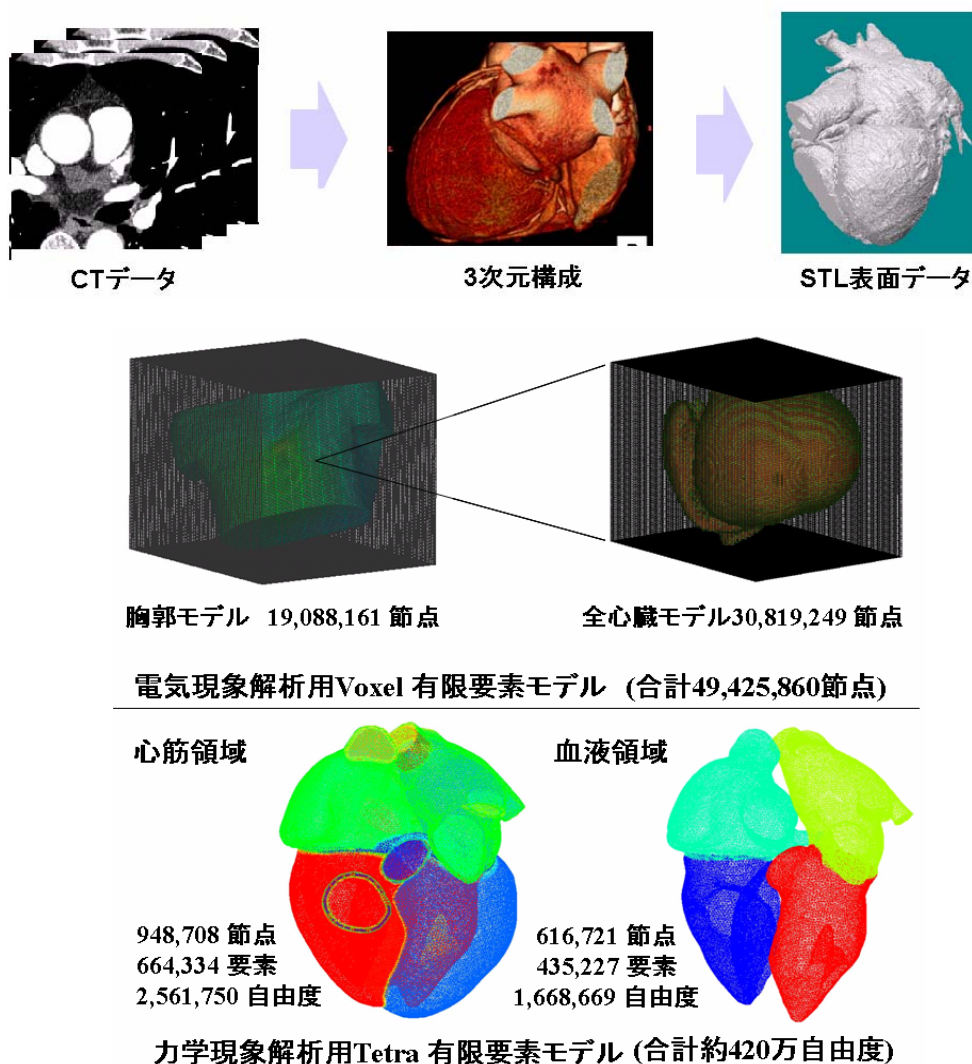 CTデータ
3次元構成
STL表面データ
胸郭モデル 19,088,161 節点
全心臓モデル30,819,249 節点
電気現象解析用Voxel 有限要素モデル (合計49,425,860節点)
心筋領域
948,708 節点
664,334 要素
2,561,750 自由度
血液領域
616,721 節点
435,227 要素
1,668,669 自由度
力学現象解析用Tetra 有限要素モデル (合計約420万自由度)